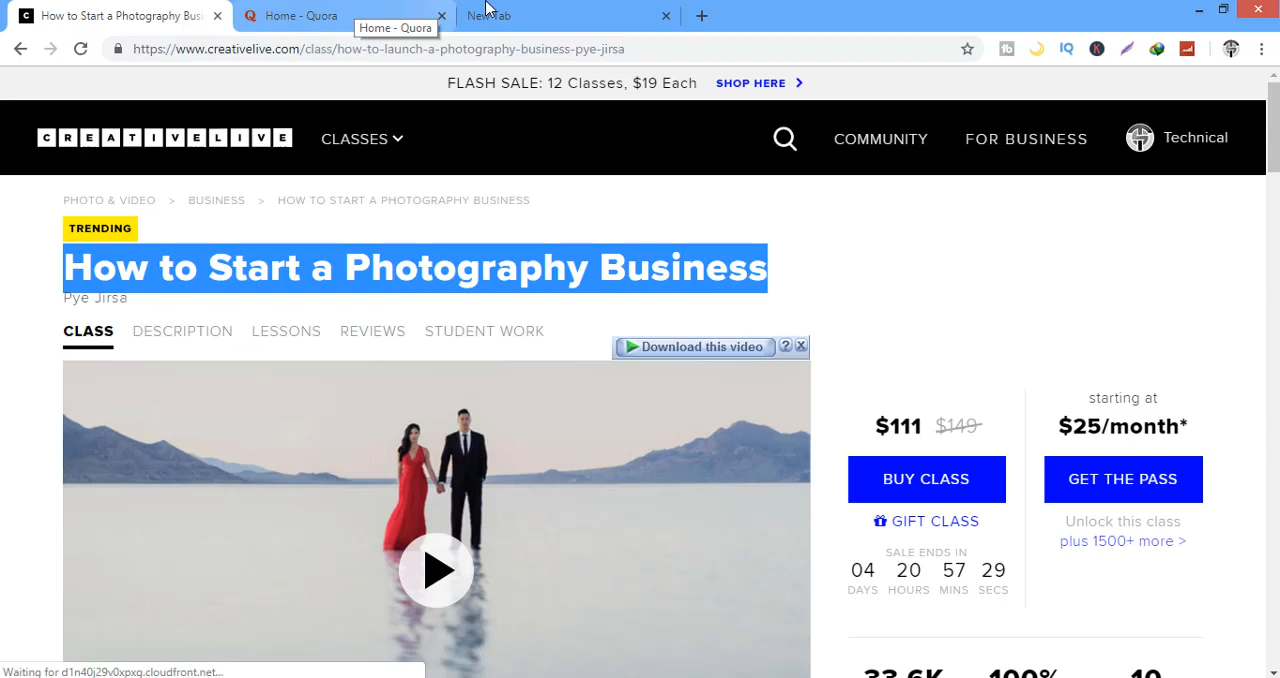 How to Start a Photography Busi
Home - Quora
New Tab
Home - Quora
https://www.creativelive.com/class/how-to-launch-a-photography-business-pye-jirsa
FLASH SALE: 12 Classes, $19 Each SHOP HERE >
CREATIVELIVE
CLASSES
COMMUNITY
FOR BUSINESS
Technical
PHOTO & VIDEO > BUSINESS > HOW TO START A PHOTOGRAPHY BUSINESS
TRENDING
How to Start a Photography Business
Pye Jirsa
CLASS DESCRIPTION LESSONS REVIEWS STUDENT WORK
Download this video ?
$111 $149
BUY CLASS
GIFT CLASS
SALE ENDS IN
04 20 57 29
DAYS HOURS MINS SECS
starting at
$25/month*
GET THE PASS
Unlock this class
plus 1500+ more >
33.6K 100% 10
Waiting for d1n40j29v0xpxq.cloudfront.net...